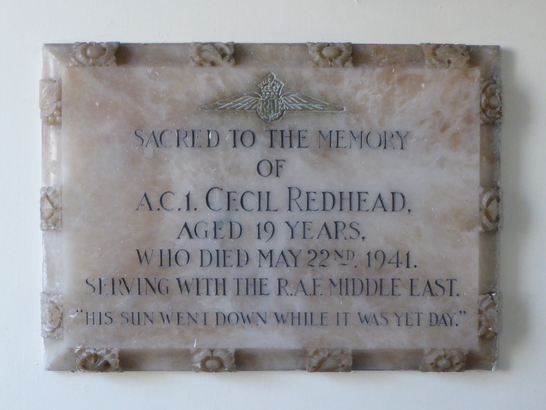 SACRED TO THE MEMORY
OF
A.C.1. CECIL REDHEAD,
AGED 19 YEARS,
WHO DIED MAY 22ND. 1941.
SERVING WITH THE R.A.F. MIDDLE EAST.
"HIS SUN WENT DOWN WHILE IT WAS YET DAY."